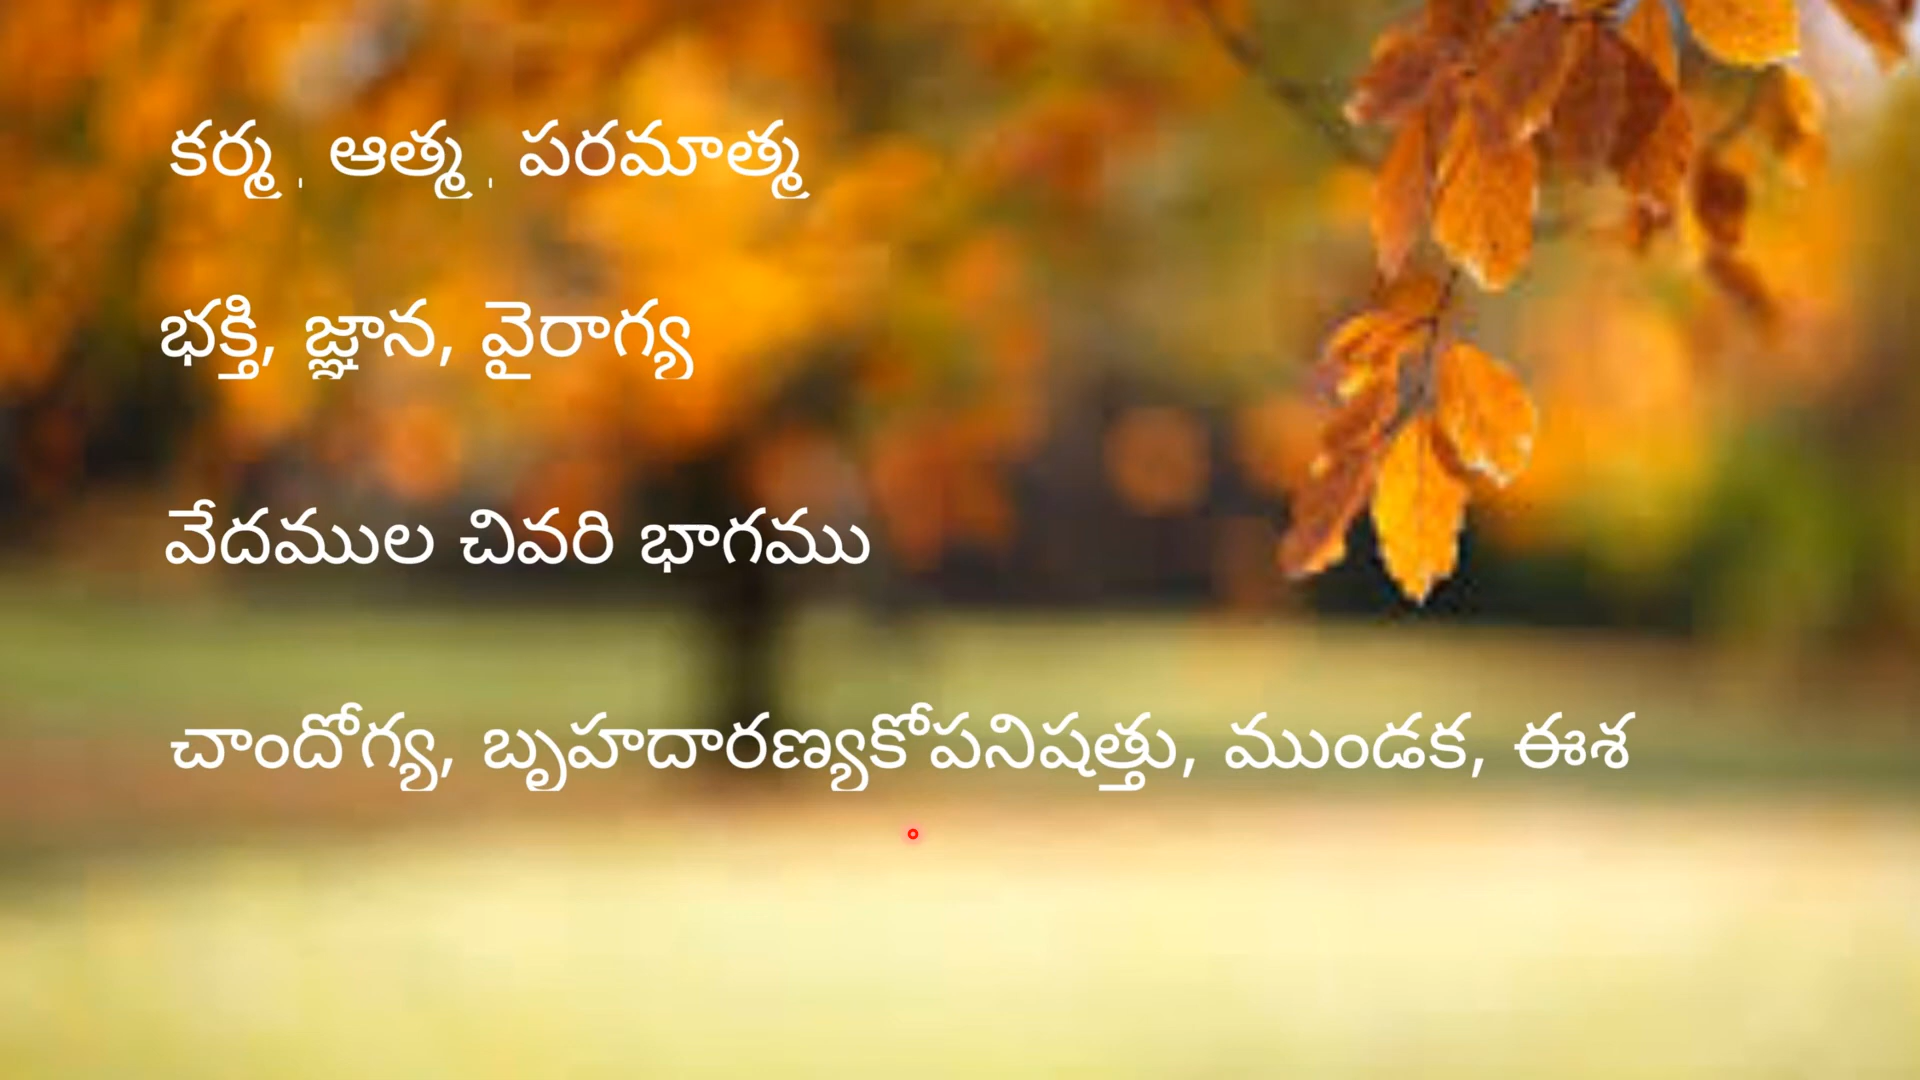 కర్మ, ఆత్మ, పరమాత్మ
భక్తి, జ్ఞాన, వైరాగ్య
వేదముల చివరి భాగము
చాందోగ్య, బృహదారణ్యకోపనిషత్తు, ముండక, ఈశ